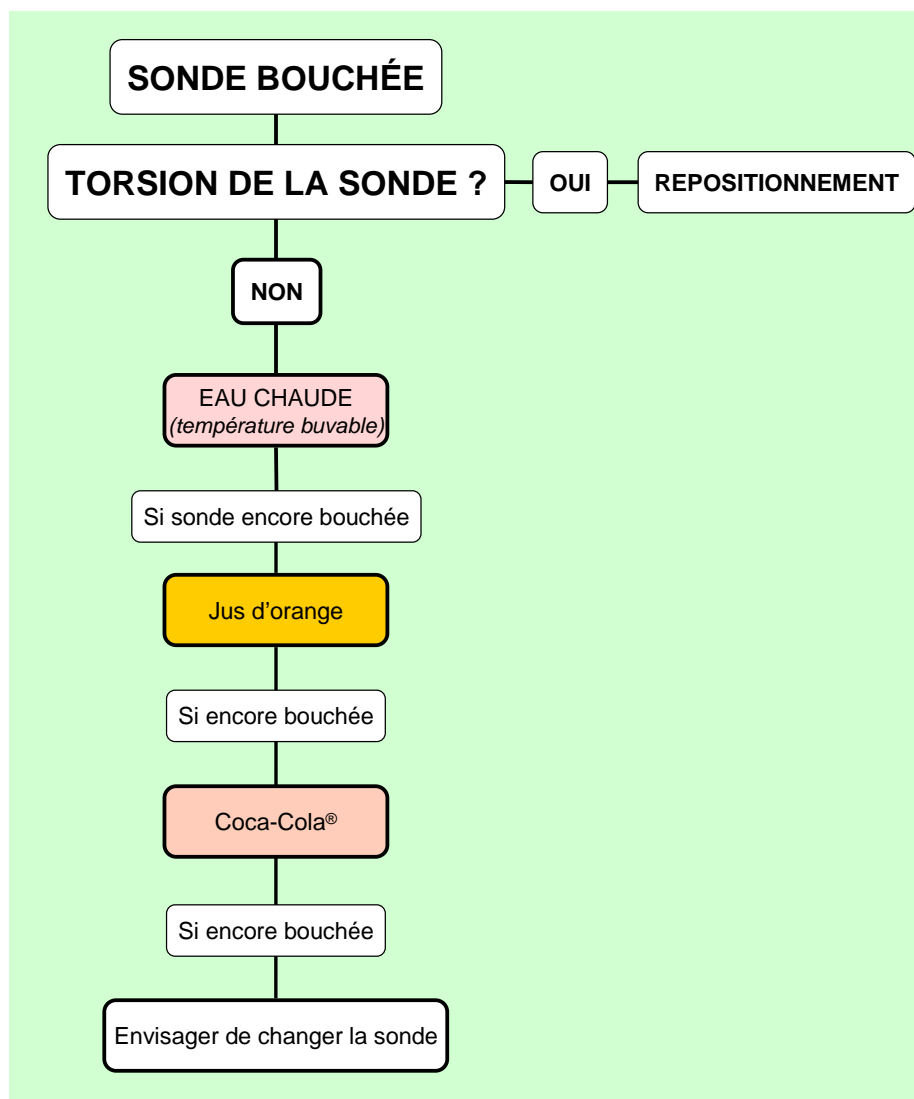 SONDE BOUCHÉE
TORSION DE LA SONDE ?
OUI
REPOSITIONNEMENT
NON
EAU CHAUDE
(température buvable)
Si sonde encore bouchée
Jus d’orange
Si encore bouchée
Coca-Cola®
Si encore bouchée
Envisager de changer la sonde